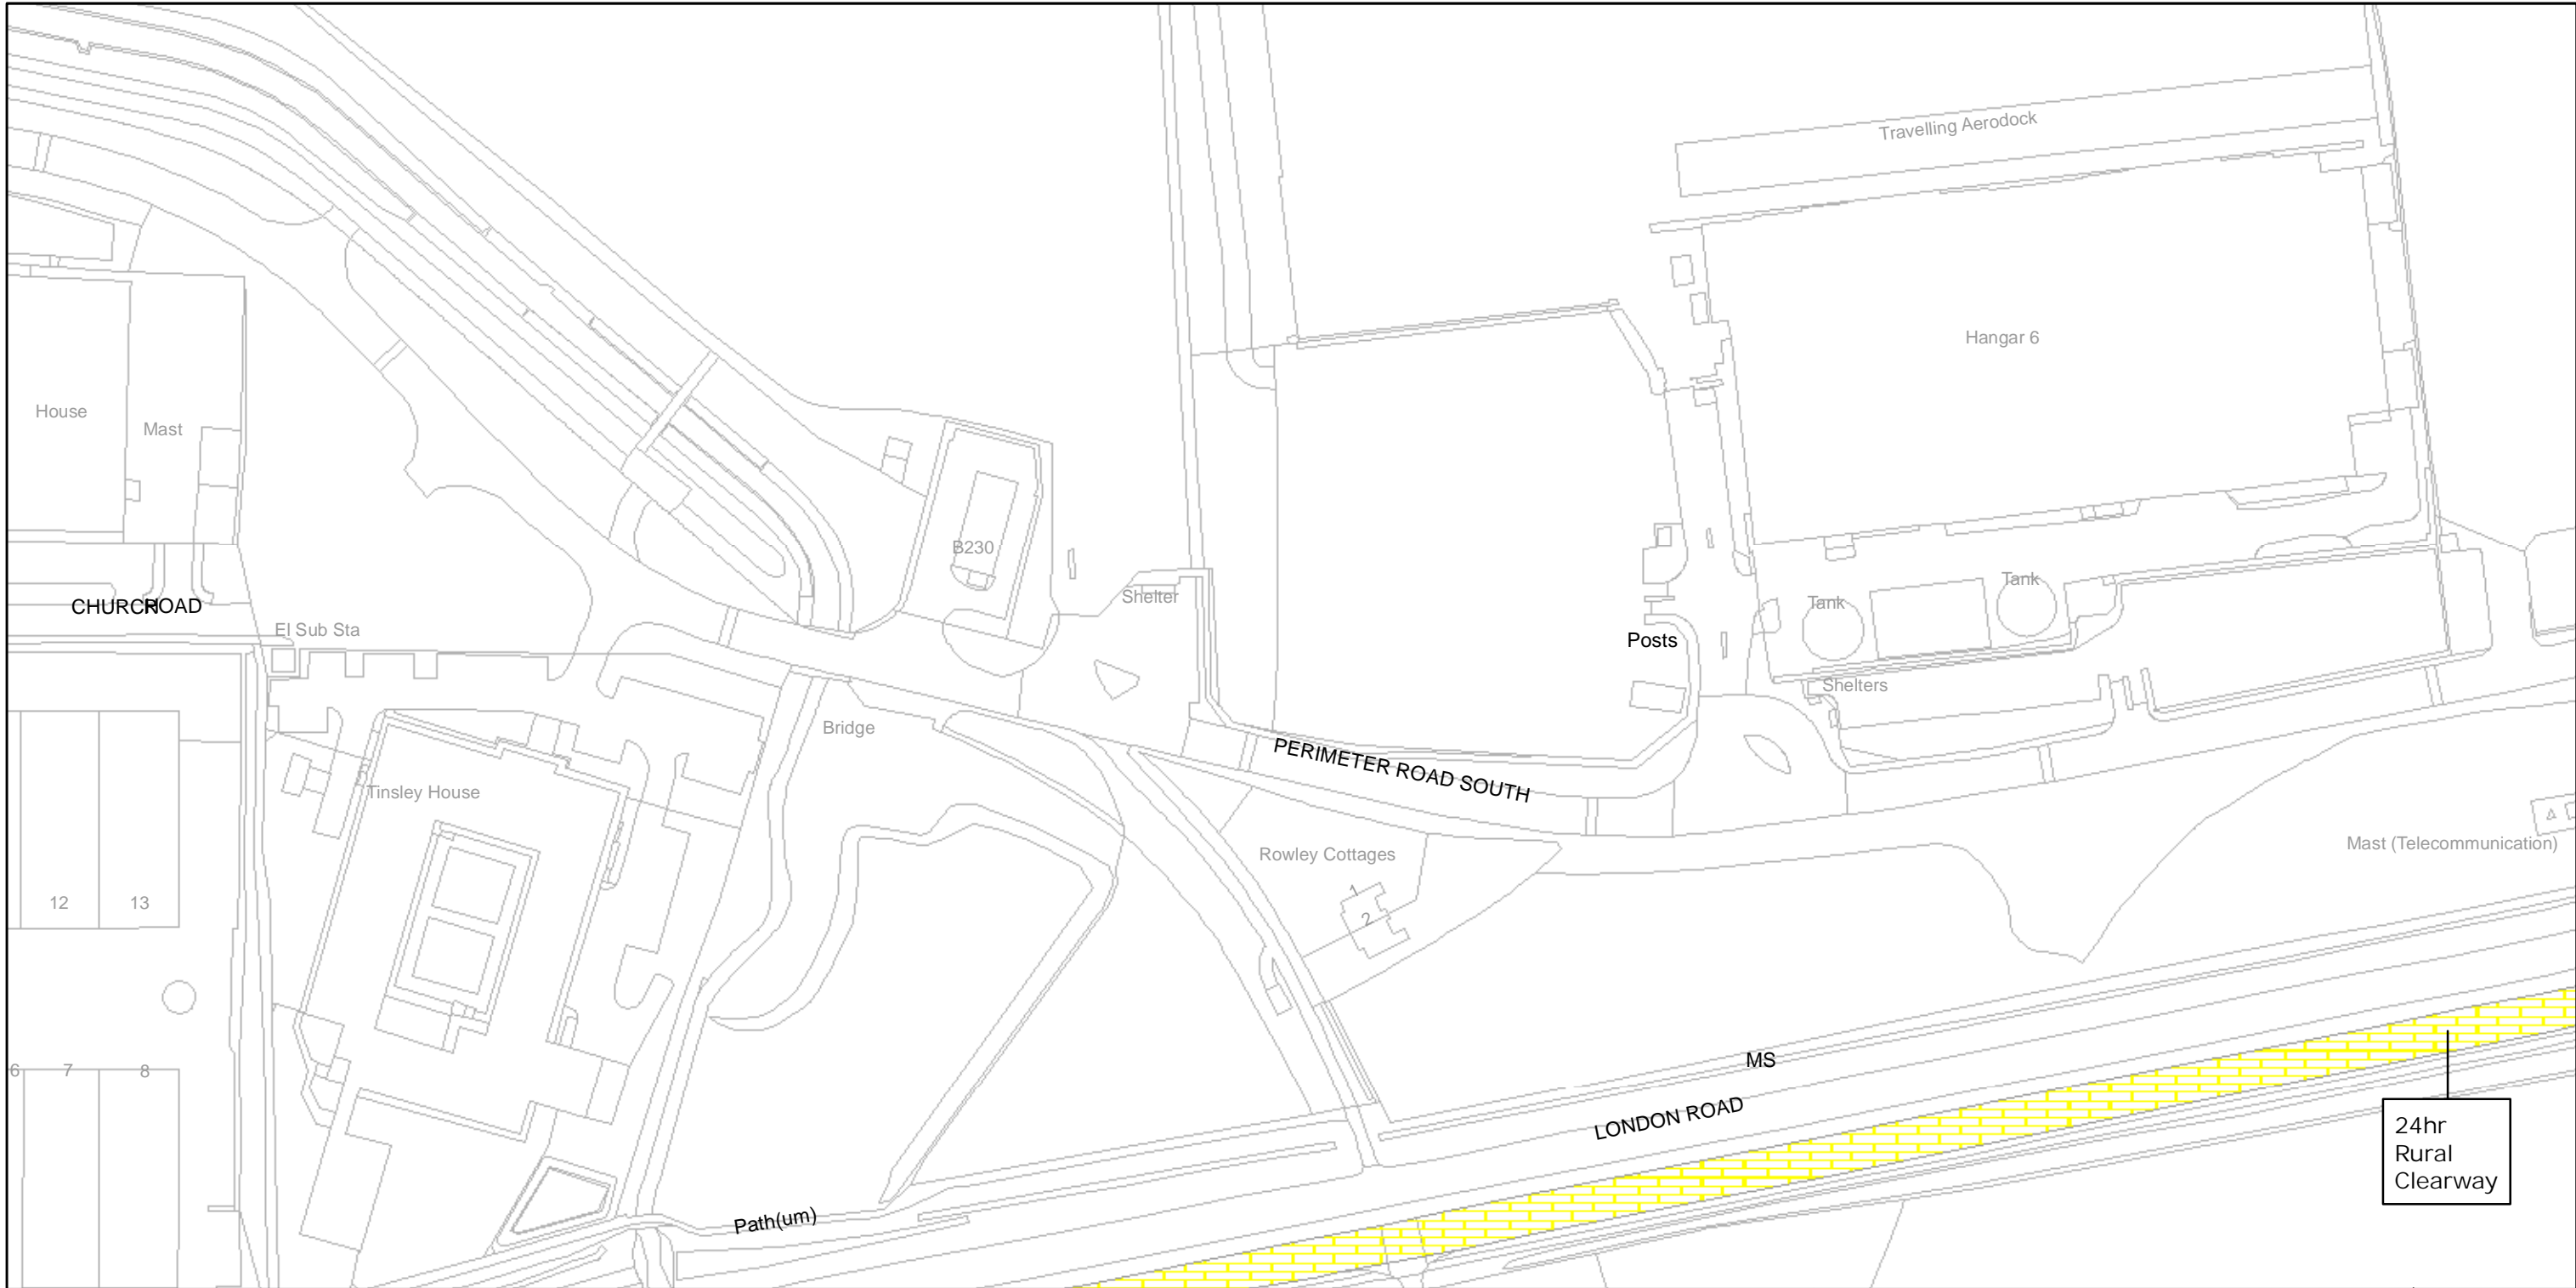 Travelling Aerodock
Hangar 6
House
Mast
B230
Tank
Shelter
Tank
CHURCH ROAD
El Sub Sta
Posts
Shelters
Bridge
PERIMETER ROAD SOUTH
Tinsley House
4
Mast (Telecommunication)
Rowley Cottages
1
2
12
13
MS
6
7
8
LONDON ROAD
24hr
Rural
Clearway
Path(um)